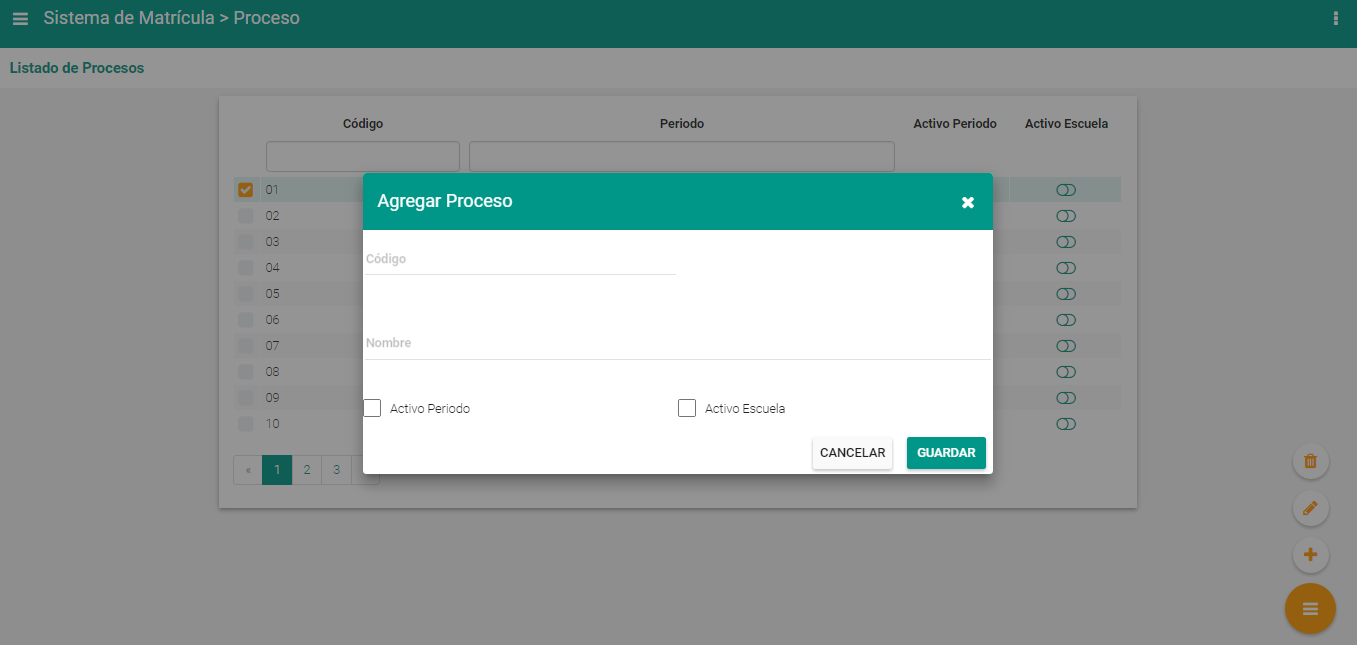 Sistema de Matrícula > Proceso
Listado de Procesos
Código Periodo Activo Periodo Activo Escuela
01
02
03
04
05
06
07
08
09
10
« 1 2 3
Agregar Proceso
Código
Nombre
Activo Periodo Activo Escuela
CANCELAR GUARDAR